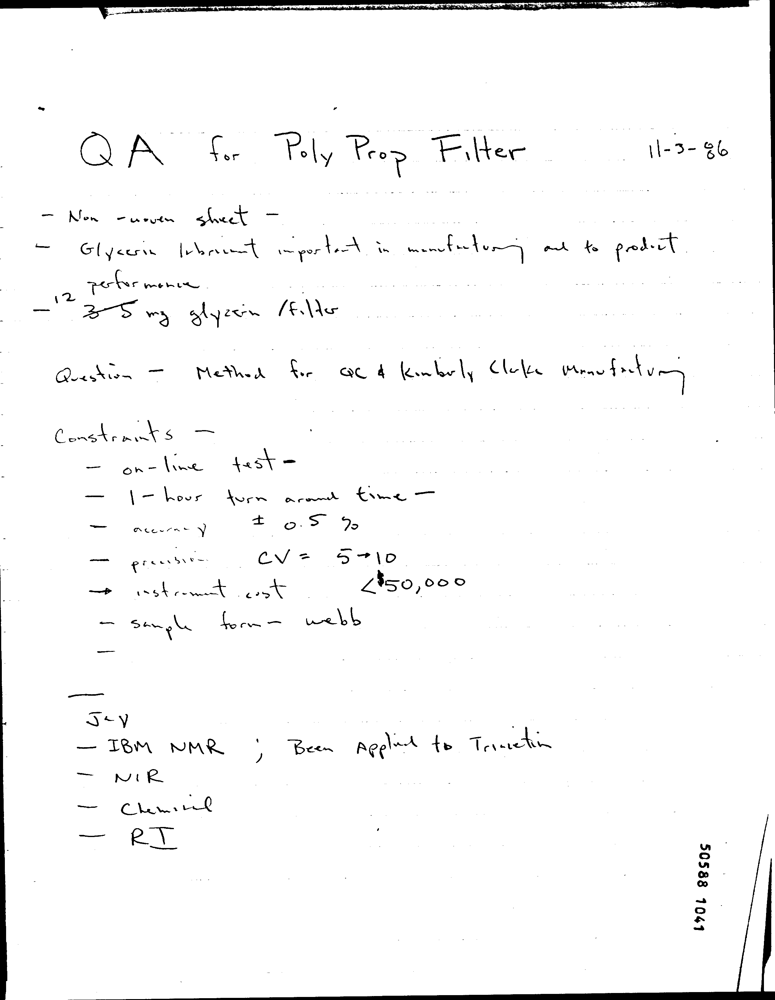 QA for Poly Prop Filter 11-3-86
- Non-woven sheet -
- Glycerin lubricant important in manufacturing and to product
performance
- 12 3-5 mg glycerin /filter
Question - Method for QC & Kimberly Clarke Manufacturing
Constraints -
- on-line test -
- 1-hour turn around time -
- accuracy ± 0.5 %
- precision CV = 5→10
→ instrument cost <$50,000
- sample form - webb
-
- IBM NMR ; Been Applied to Triacetin
- NIR
- Chemical
- RI
50588 1041